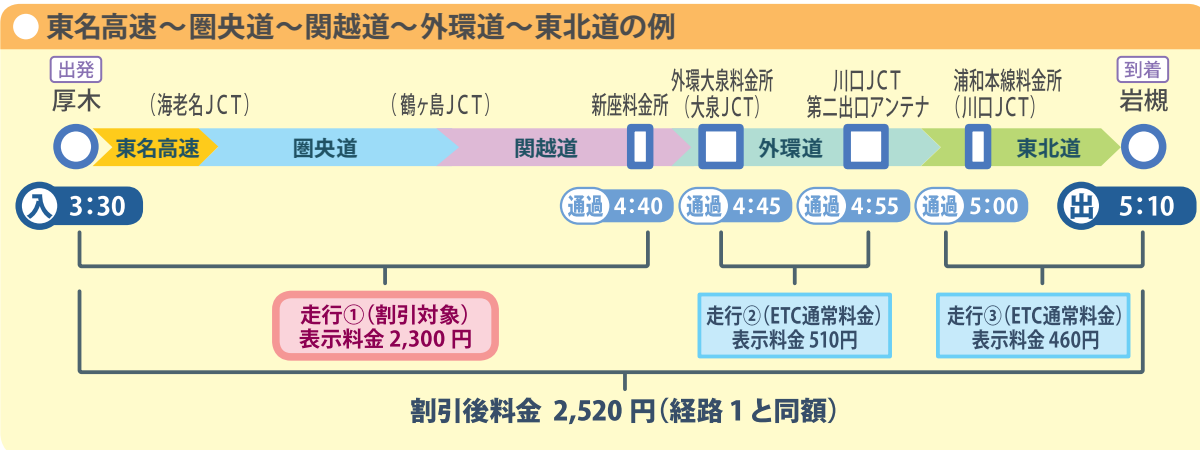 東名高速～圏央道～関越道～外環道～東北道の例
出発
厚木
（海老名JCT）
（鶴ヶ島JCT）
新座料金所
外環大泉料金所
（大泉JCT）
川口JCT
第二出口アンテナ
浦和本線料金所
（川口JCT）
到着
岩槻
東名高速
圏央道
関越道
外環道
東北道
入 3：30
通過 4：40
通過 4：45
通過 4：55
通過 5：00
出 5：10
走行①（割引対象）
表示料金 2,300 円
走行②（ETC通常料金）
表示料金 510円
走行③（ETC通常料金）
表示料金 460円
割引後料金 2,520 円（経路１と同額）